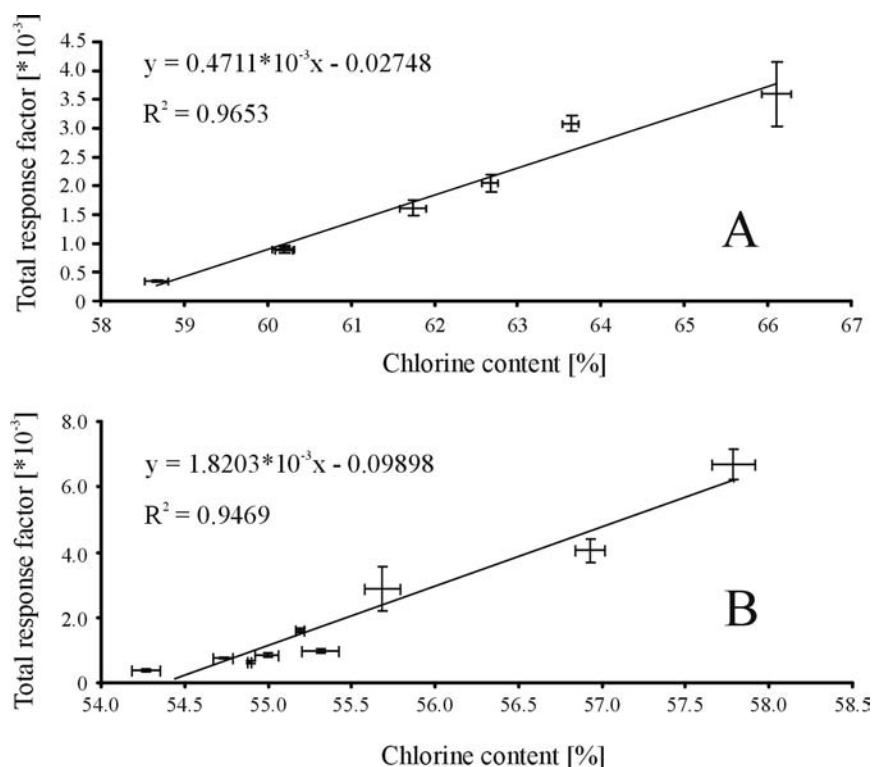 Total response factor [*10⁻³]
4.5
4.0
3.5
3.0
2.5
2.0
1.5
1.0
0.5
0
y = 0.4711*10⁻³x - 0.02748
R² = 0.9653
A
58 59 60 61 62 63 64 65 66 67
Chlorine content [%]
Total response factor [*10⁻³]
8.0
6.0
4.0
2.0
0
y = 1.8203*10⁻³x - 0.09898
R² = 0.9469
B
54.0 54.5 55.0 55.5 56.0 56.5 57.0 57.5 58.0 58.5
Chlorine content [%]